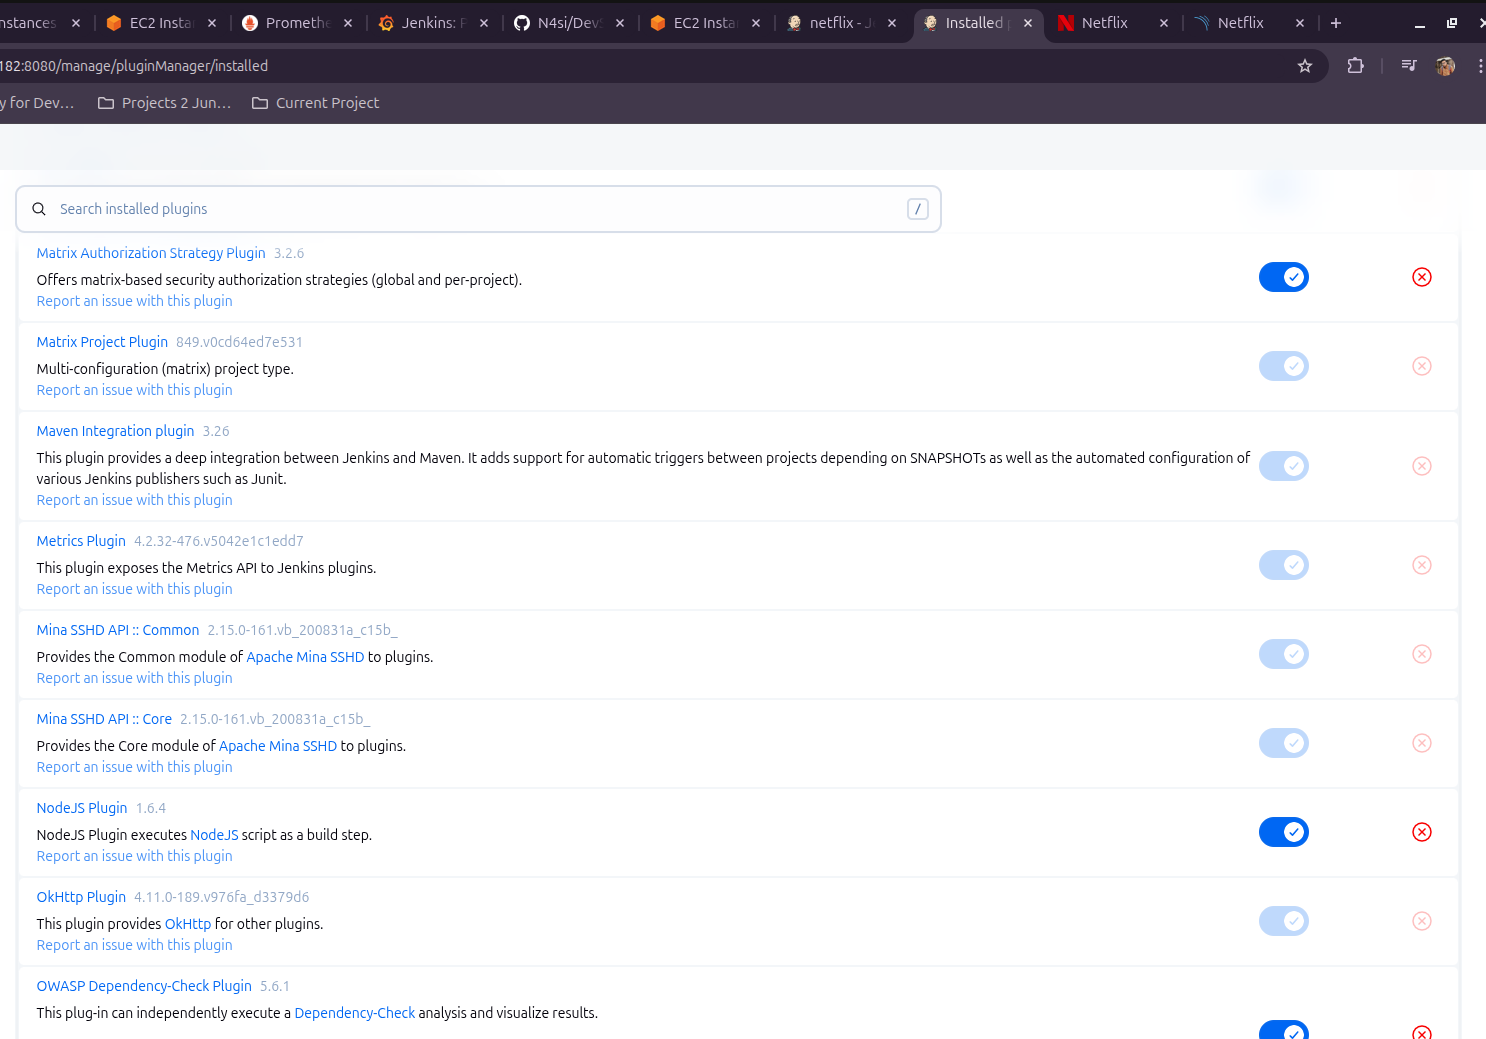 nstances
EC2 Insta
Promethe
Jenkins: P
N4si/Dev
EC2 Insta
netflix - J
Installed
Netflix
Netflix
182:8080/manage/pluginManager/installed
y for Dev…
Projects 2 Jun…
Current Project
Search installed plugins
/
Matrix Authorization Strategy Plugin 3.2.6
Offers matrix-based security authorization strategies (global and per-project).
Report an issue with this plugin
Matrix Project Plugin 849.v0cd64ed7e531
Multi-configuration (matrix) project type.
Report an issue with this plugin
Maven Integration plugin 3.26
This plugin provides a deep integration between Jenkins and Maven. It adds support for automatic triggers between projects depending on SNAPSHOTs as well as the automated configuration of
various Jenkins publishers such as Junit.
Report an issue with this plugin
Metrics Plugin 4.2.32-476.v5042e1c1edd7
This plugin exposes the Metrics API to Jenkins plugins.
Report an issue with this plugin
Mina SSHD API :: Common 2.15.0-161.vb_200831a_c15b_
Provides the Common module of Apache Mina SSHD to plugins.
Report an issue with this plugin
Mina SSHD API :: Core 2.15.0-161.vb_200831a_c15b_
Provides the Core module of Apache Mina SSHD to plugins.
Report an issue with this plugin
NodeJS Plugin 1.6.4
NodeJS Plugin executes NodeJS script as a build step.
Report an issue with this plugin
OkHttp Plugin 4.11.0-189.v976fa_d3379d6
This plugin provides OkHttp for other plugins.
Report an issue with this plugin
OWASP Dependency-Check Plugin 5.6.1
This plug-in can independently execute a Dependency-Check analysis and visualize results.